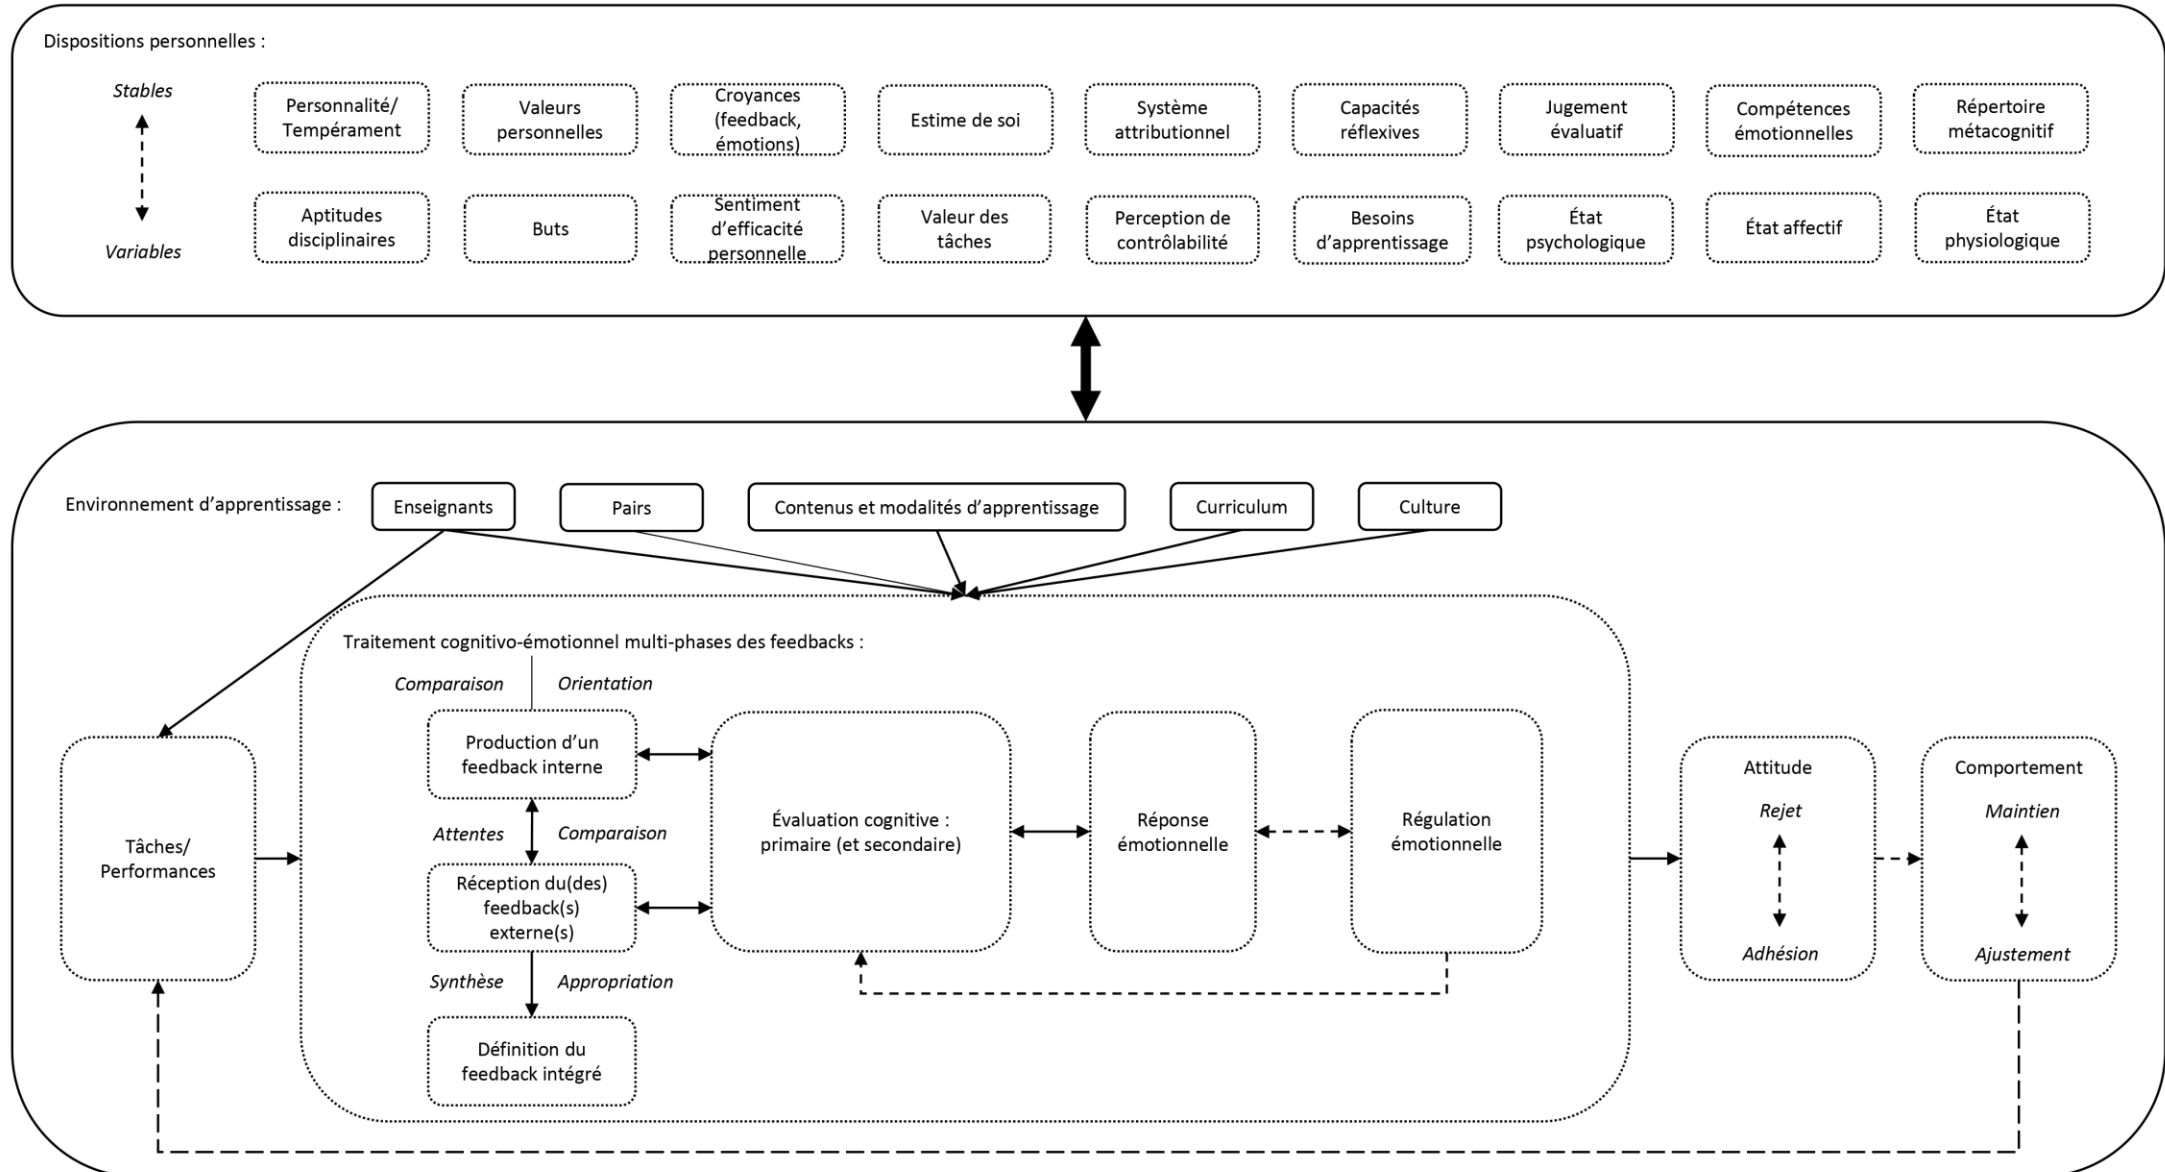 Dispositions personnelles :
Stables
Personnalité/
Tempérament
Valeurs
personnelles
Croyances
(feedback,
émotions)
Estime de soi
Système
attributionnel
Capacités
réflexives
Jugement
évaluatif
Compétences
émotionnelles
Répertoire
métacognitif
Variables
Aptitudes
disciplinaires
Buts
Sentiment
d’efficacité
personnelle
Valeur des
tâches
Perception de
contrôlabilité
Besoins
d’apprentissage
État
psychologique
État affectif
État
physiologique
Environnement d’apprentissage :
Enseignants
Pairs
Contenus et modalités d’apprentissage
Curriculum
Culture
Traitement cognitivo-émotionnel multi-phases des feedbacks :
Comparaison
Orientation
Tâches/
Performances
Production d’un
feedback interne
Attentes
Comparaison
Réception du(des)
feedback(s)
externe(s)
Synthèse
Appropriation
Définition du
feedback intégré
Évaluation cognitive :
primaire (et secondaire)
Réponse
émotionnelle
Régulation
émotionnelle
Attitude
Rejet
Adhésion
Comportement
Maintien
Ajustement